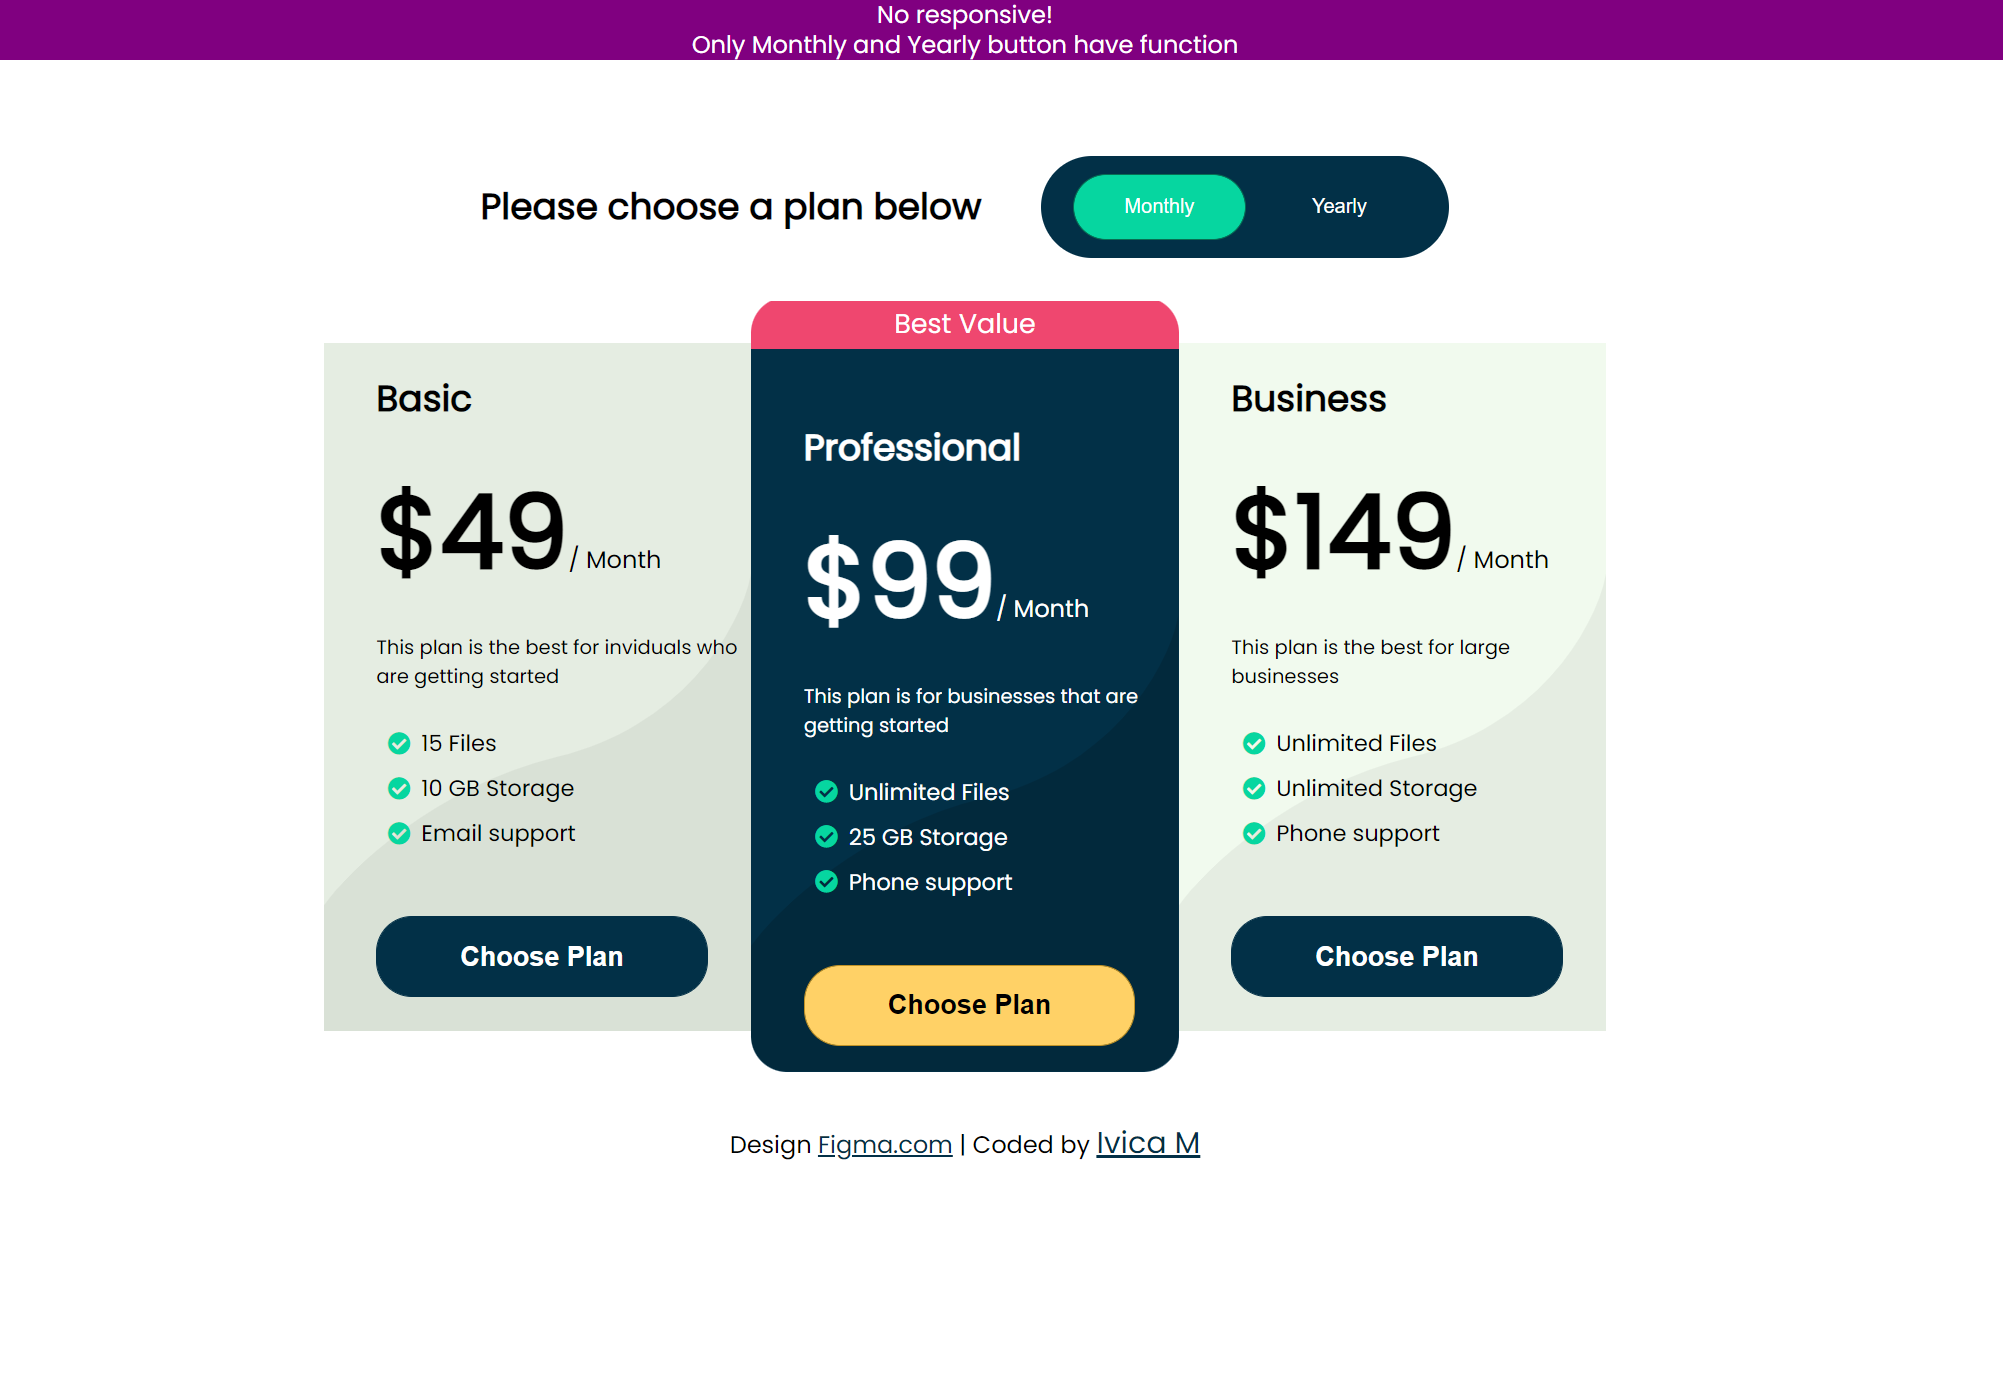 No responsive!
Only Monthly and Yearly button have function
Please choose a plan below
Monthly
Yearly
Best Value
Basic
$49/ Month
This plan is the best for inviduals who
are getting started
15 Files
10 GB Storage
Email support
Choose Plan
Professional
$99/ Month
This plan is for businesses that are
getting started
Unlimited Files
25 GB Storage
Phone support
Choose Plan
Business
$149/ Month
This plan is the best for large
businesses
Unlimited Files
Unlimited Storage
Phone support
Choose Plan
Design Figma.com | Coded by Ivica M